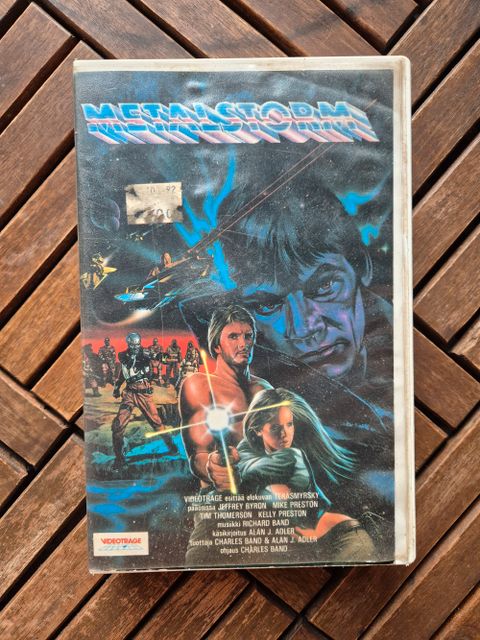 METALSTORM
VIDEOTRAGE esittää elokuvan TERÄSMYRSKY
pääosissa JEFFREY BYRON MIKE PRESTON
TIM THOMERSON KELLY PRESTON
musiikki RICHARD BAND
käsikirjoitus ALAN J. ADLER
tuottaja CHARLES BAND & ALAN J. ADLER
ohjaus CHARLES BAND
VIDEOTRAGE